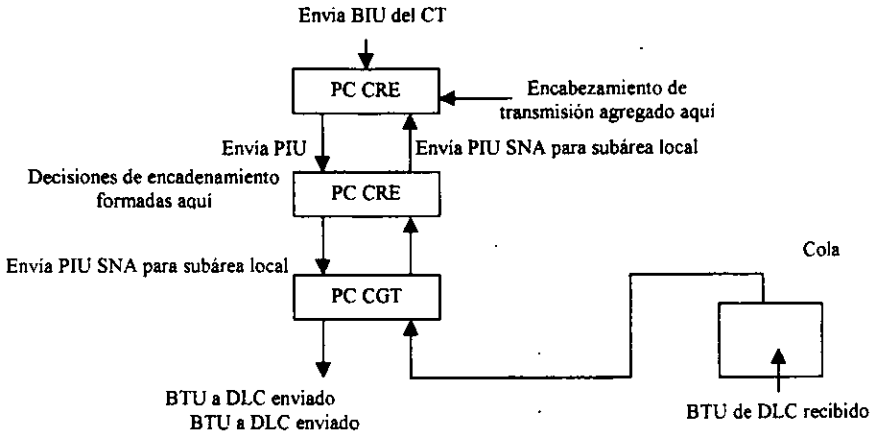 Envia BIU del CT
PC CRE
Encabezamiento de
transmisión agregado aquí
Envía PIU
Envía PIU SNA para subárea local
Decisiones de encadenamiento
formadas aquí
PC CRE
Envía PIU SNA para subárea local
Cola
PC CGT
BTU a DLC enviado
BTU a DLC enviado
BTU de DLC recibido